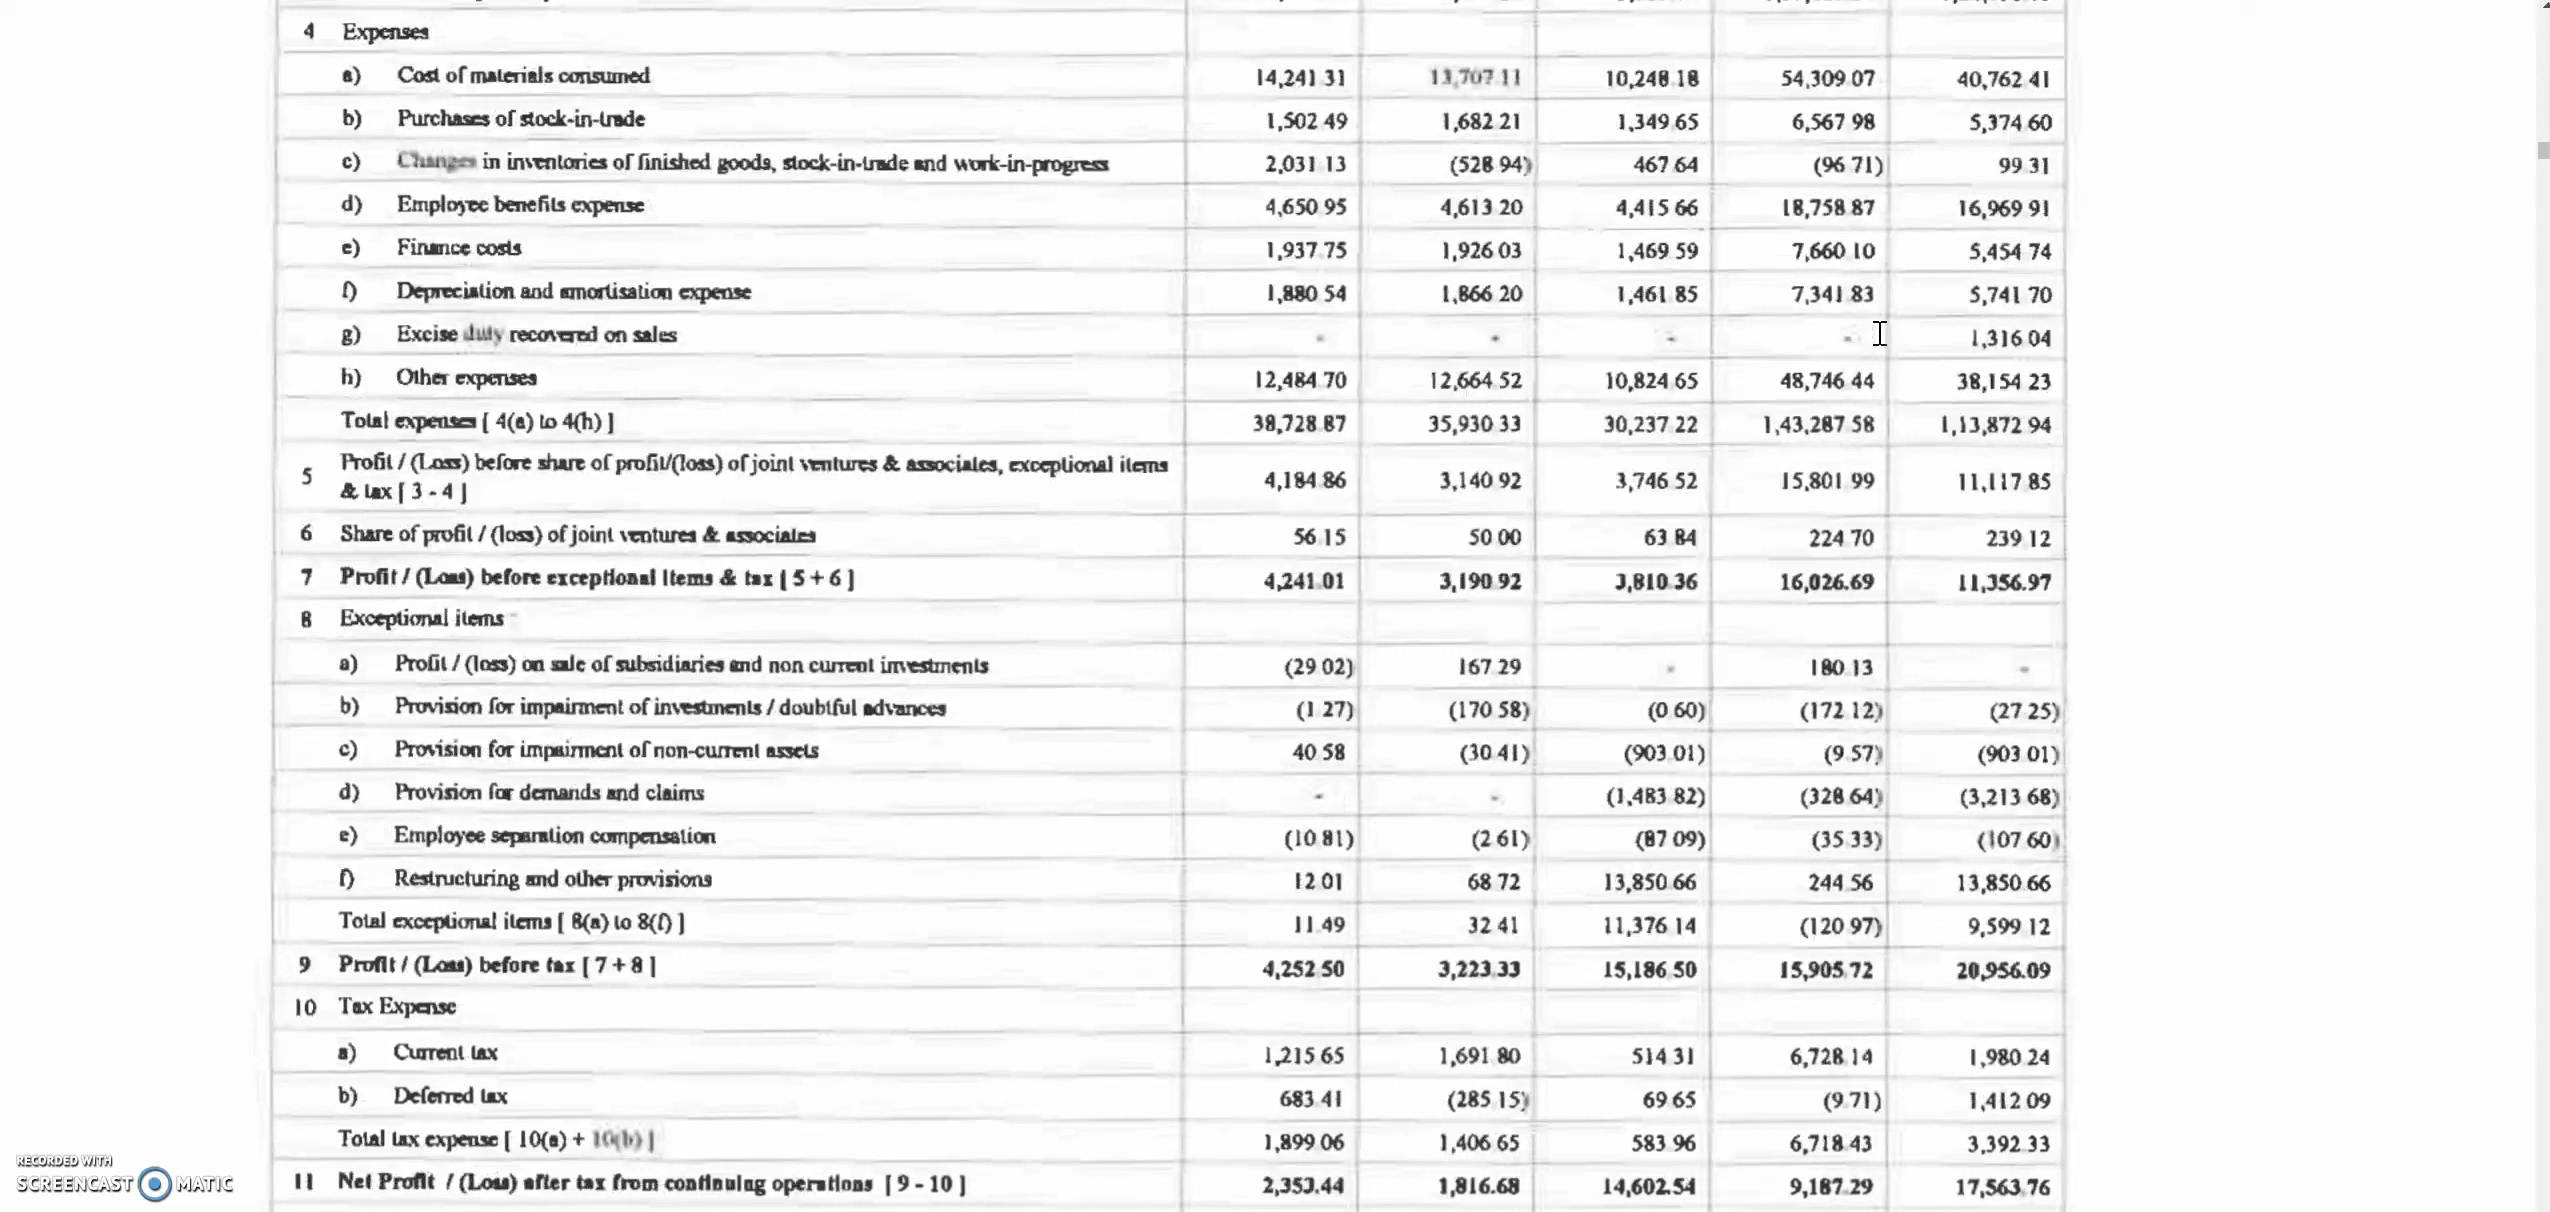 4 Expenses
a) Cost of materials consumed 14,241 31 13,707 11 10,248 18 54,309 07 40,762 41
b) Purchases of stock-in-trade 1,502 49 1,682 21 1,349 65 6,567 98 5,374 60
c) Changes in inventories of finished goods, stock-in-trade and work-in-progress 2,031 13 (528 94) 467 64 (96 71) 99 31
d) Employee benefits expense 4,650 95 4,613 20 4,415 66 18,758 87 16,969 91
e) Finance costs 1,937 75 1,926 03 1,469 59 7,660 10 5,454 74
f) Depreciation and amortisation expense 1,880 54 1,866 20 1,461 85 7,341 83 5,741 70
g) Excise duty recovered on sales - - - - 1,316 04
h) Other expenses 12,484 70 12,664 52 10,824 65 48,746 44 38,154 23
Total expenses [ 4(a) to 4(h) ] 38,728 87 35,930 33 30,237 22 1,43,287 58 1,13,872 94
5 Profit / (Loss) before share of profit/(loss) of joint ventures & associates, exceptional items
& tax [ 3 - 4 ] 4,184 86 3,140 92 3,746 52 15,801 99 11,117 85
6 Share of profit / (loss) of joint ventures & associates 56 15 50 00 63 84 224 70 239 12
7 Profit / (Loss) before exceptional items & tax [ 5 + 6 ] 4,241.01 3,190 92 3,810 36 16,026.69 11,356.97
8 Exceptional items
a) Profit / (loss) on sale of subsidiaries and non current investments (29 02) 167 29 - 180 13 -
b) Provision for impairment of investments / doubtful advances (1 27) (170 58) (0 60) (172 12) (27 25)
c) Provision for impairment of non-current assets 40 58 (30 41) (903 01) (9 57) (903 01)
d) Provision for demands and claims - - (1,483 82) (328 64) (3,213 68)
e) Employee separation compensation (10 81) (2 61) (87 09) (35 33) (107 60)
f) Restructuring and other provisions 12 01 68 72 13,850 66 244 56 13,850 66
Total exceptional items [ 8(a) to 8(f) ] 11 49 32 41 11,376 14 (120 97) 9,599 12
9 Profit / (Loss) before tax [ 7 + 8 ] 4,252.50 3,223.33 15,186.50 15,905.72 20,956.09
10 Tax Expense
a) Current tax 1,215 65 1,691 80 514 31 6,728 14 1,980 24
b) Deferred tax 683 41 (285 15) 69 65 (9 71) 1,412 09
Total tax expense [ 10(a) + 10(b) ] 1,899 06 1,406 65 583 96 6,718 43 3,392 33
11 Net Profit / (Loss) after tax from continuing operations [ 9 - 10 ] 2,353.44 1,816.68 14,602.54 9,187.29 17,563.76
RECORDED WITH
SCREENCAST MATIC